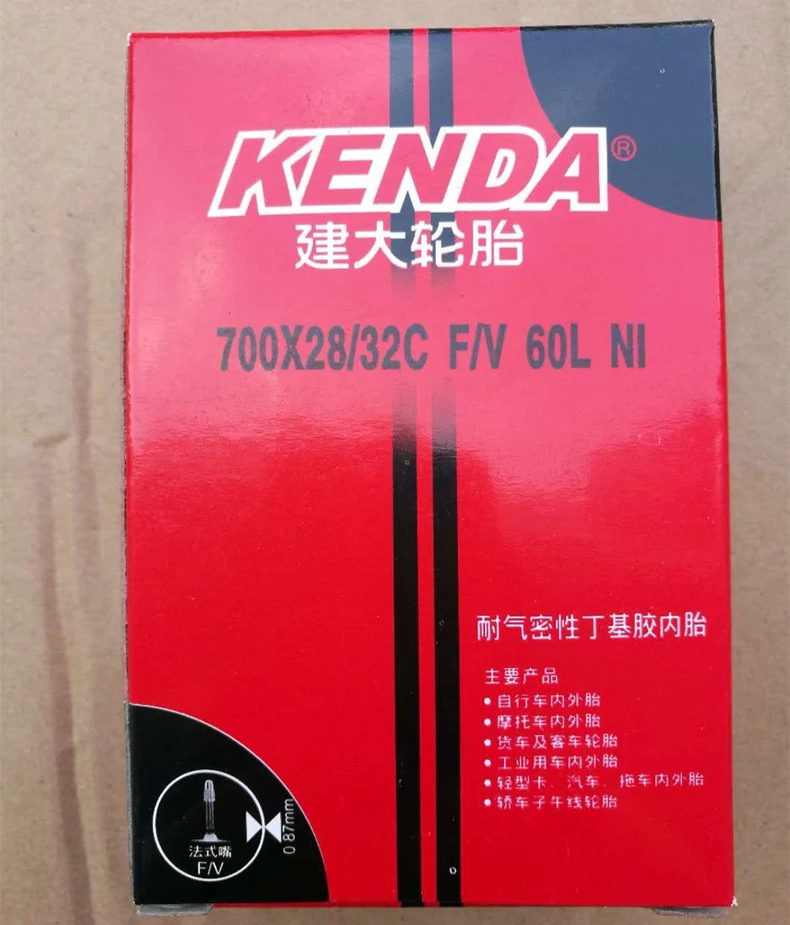 KENDA®
建大轮胎
700X28/32C F/V 60L NI
耐气密性丁基胶内胎
主要产品
• 自行车内外胎
• 摩托车内外胎
• 货车及客车轮胎
• 工业用车内外胎
• 轻型卡、汽车、拖车内外胎
• 轿车子午线轮胎
法式嘴
F/V
0.87mm